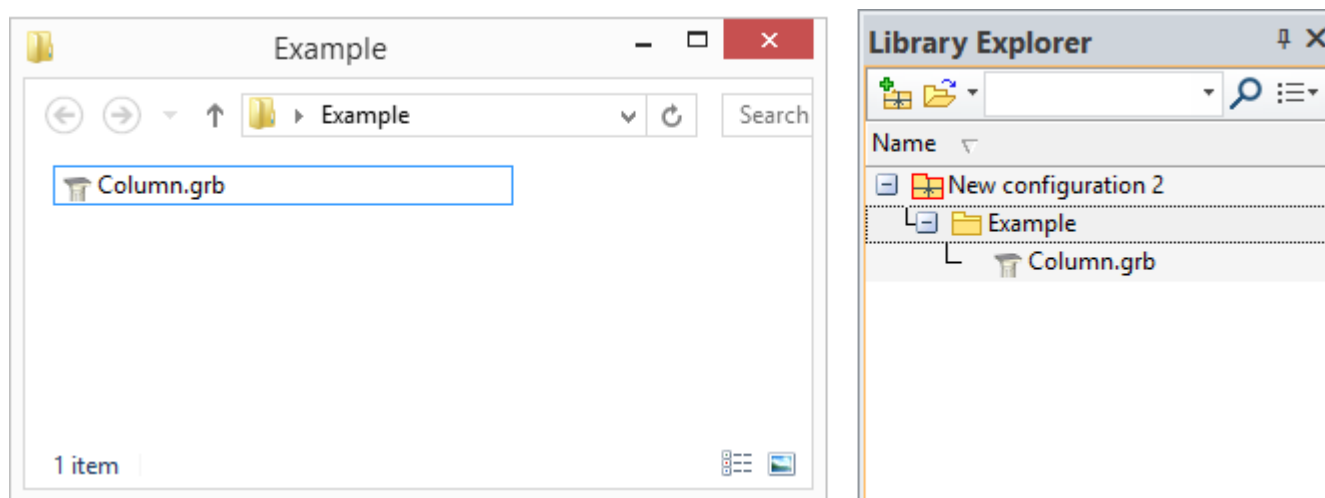 Example
Example
Search
Column.grb
1 item
Library Explorer
Name
New configuration 2
Example
Column.grb